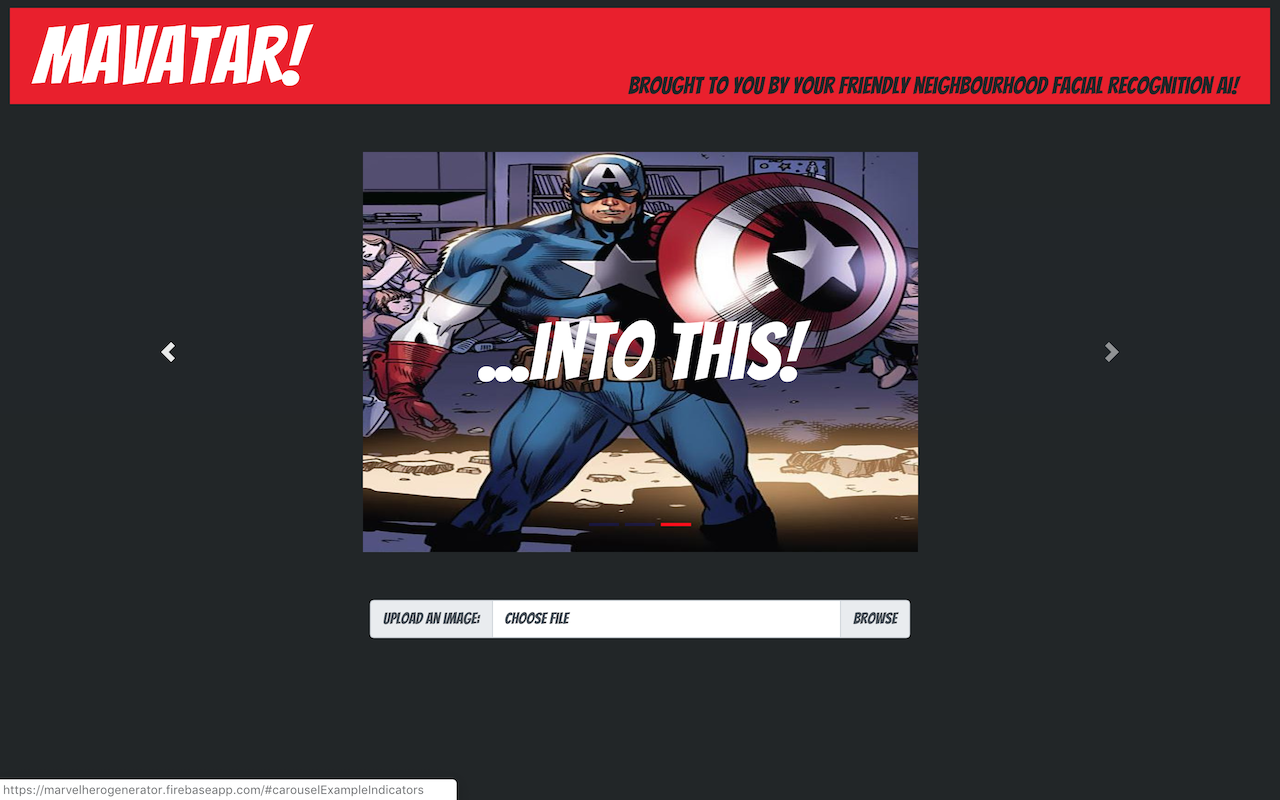 MAVATAR!
BROUGHT TO YOU BY YOUR FRIENDLY NEIGHBOURHOOD FACIAL RECOGNITION AI!
A
...INTO THIS!
UPLOAD AN IMAGE: CHOOSE FILE BROWSE
https://marvelherogenerator.firebaseapp.com/#carouselExampleIndicators